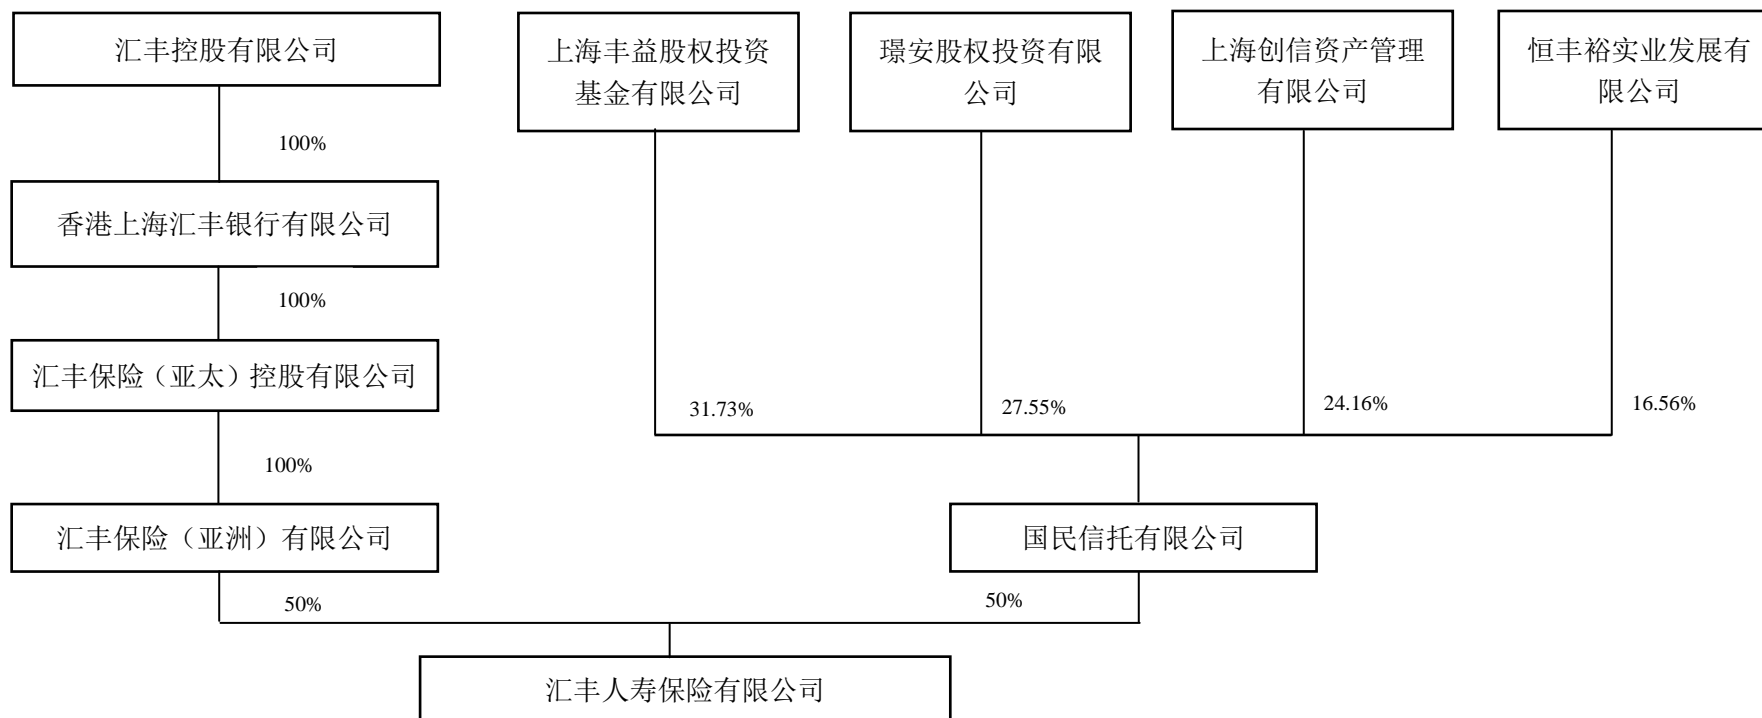 汇丰控股有限公司
上海丰益股权投资
基金有限公司
璟安股权投资有限
公司
上海创信资产管理
有限公司
恒丰裕实业发展有
限公司
100%
香港上海汇丰银行有限公司
100%
汇丰保险（亚太）控股有限公司
31.73%
27.55%
24.16%
16.56%
100%
汇丰保险（亚洲）有限公司
国民信托有限公司
50%
50%
汇丰人寿保险有限公司